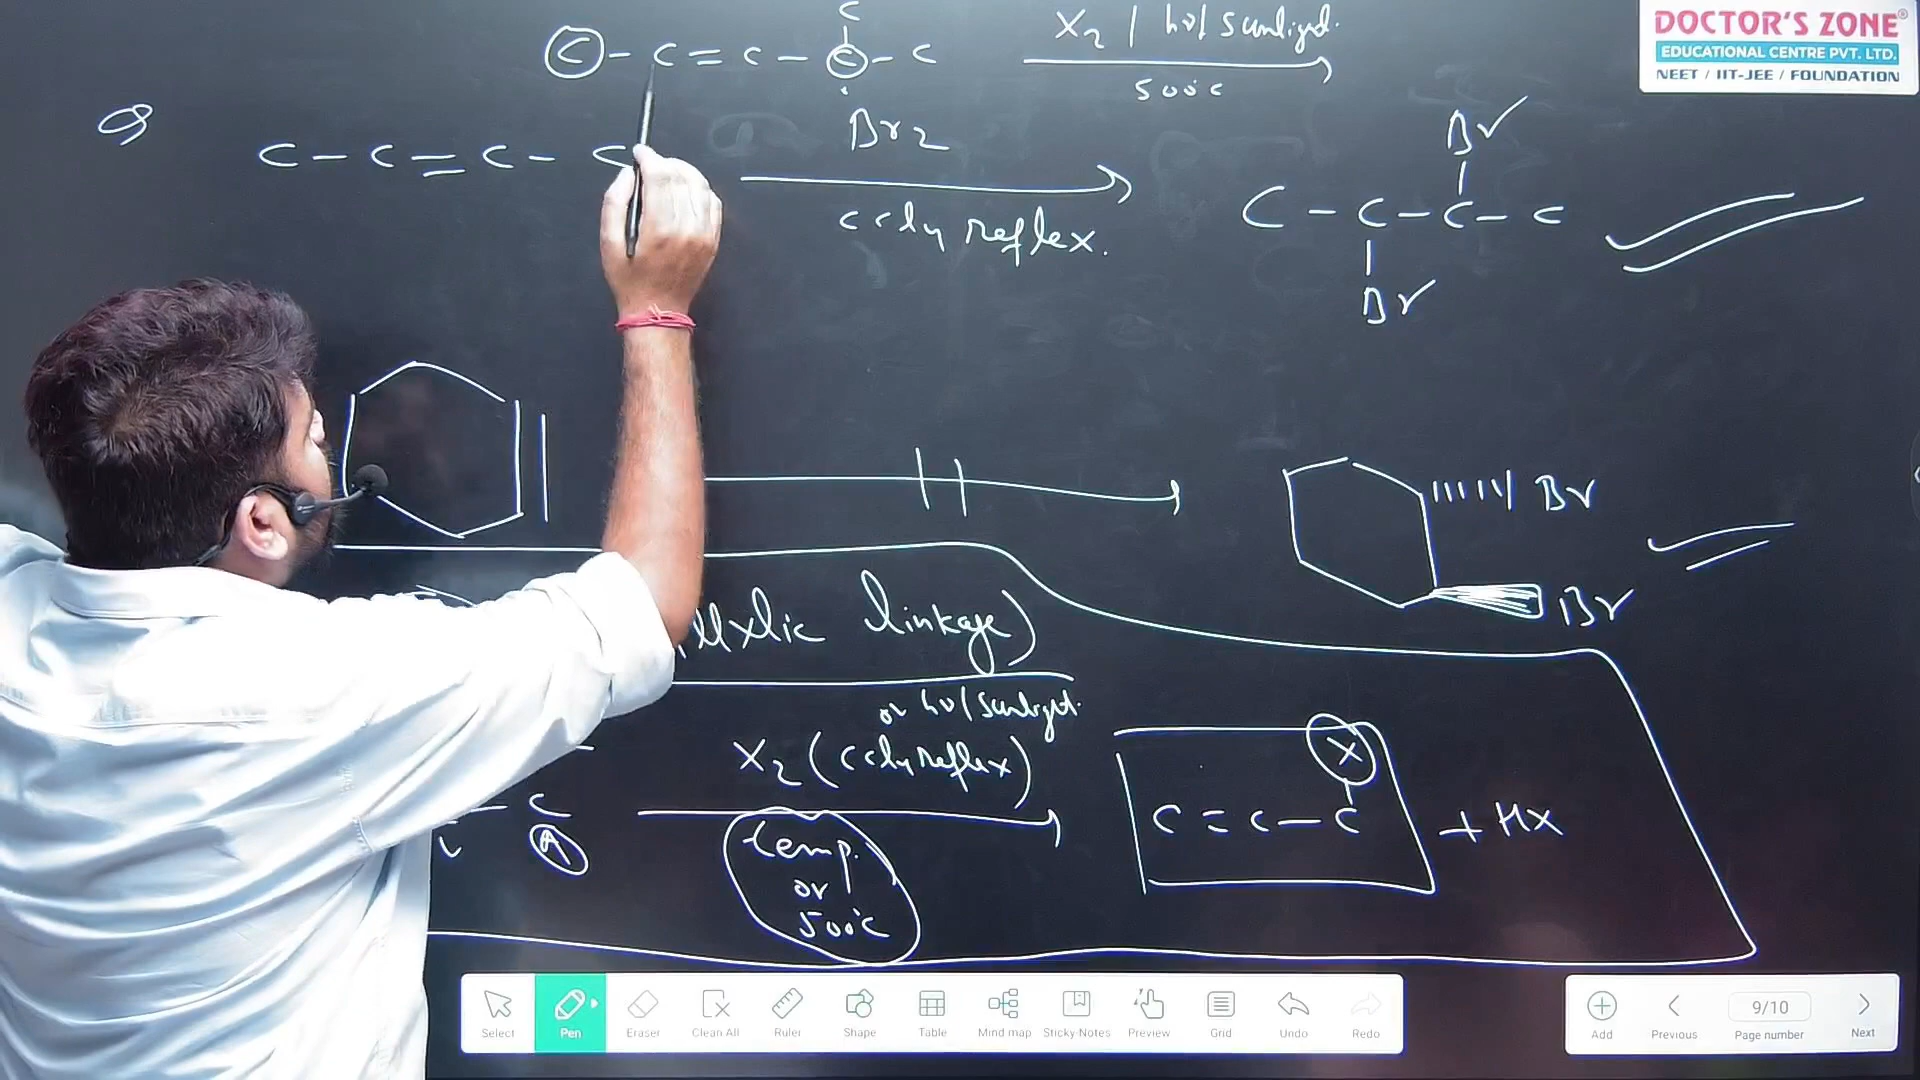 C
C - C = C - C - C
X2 / hν/sunlight.
500°C
DOCTOR'S ZONE®
EDUCATIONAL CENTRE PVT. LTD.
NEET / IIT-JEE / FOUNDATION
Q
C - C = C - C
Br2
ccl4 reflex.
Br
C - C - C - C
Br
Br
Br
linkage)
or hν/sunlight.
X2 (ccl4 reflex)
temp.
or
500°C
X
C = C - C + HX
C
Select
Pen
Eraser
Clean All
Ruler
Shape
Table
Mind map
Sticky Notes
Preview
Grid
Undo
Redo
Add
Previous
9/10
Page number
Next